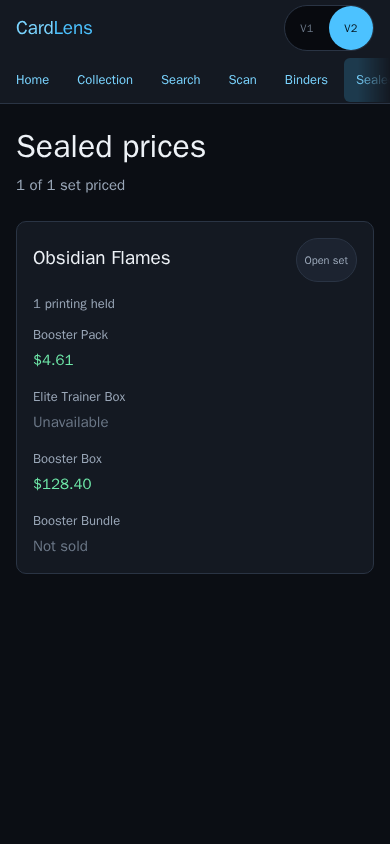 CardLens
V1 V2
Home Collection Search Scan Binders
Sealed prices
1 of 1 set priced
Obsidian Flames
Open set
1 printing held
Booster Pack
$4.61
Elite Trainer Box
Unavailable
Booster Box
$128.40
Booster Bundle
Not sold